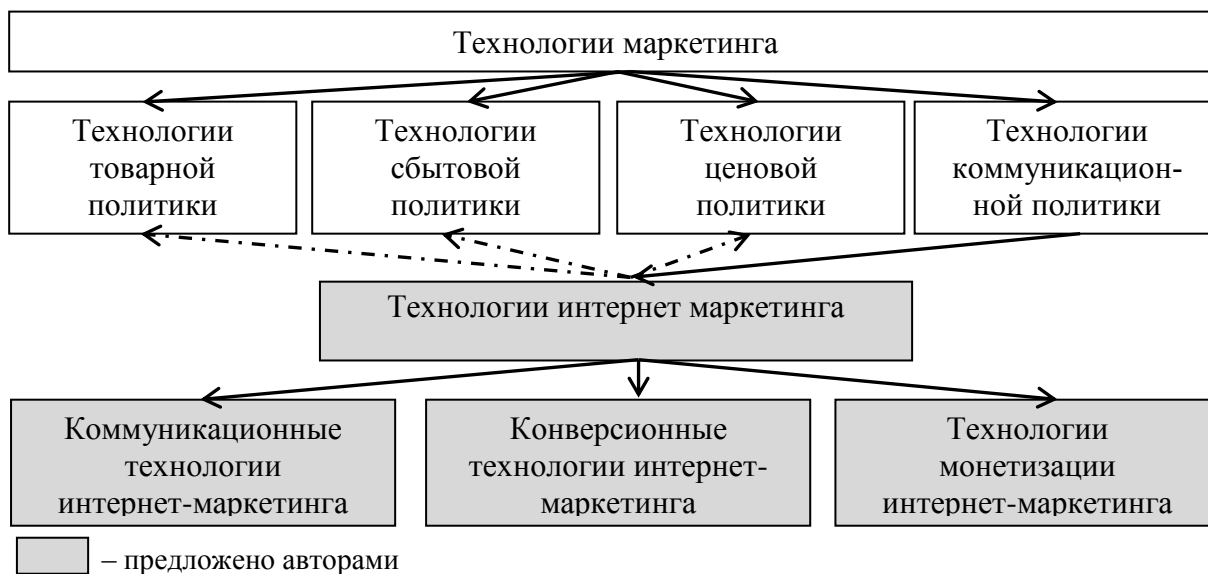 Технологии маркетинга
Технологии
товарной
политики
Технологии
сбытовой
политики
Технологии
ценовой
политики
Технологии
коммуникацион-
ной политики
Технологии интернет маркетинга
Коммуникационные
технологии
интернет-маркетинга
Конверсионные
технологии интернет-
маркетинга
Технологии
монетизации
интернет-маркетинга
– предложено авторами